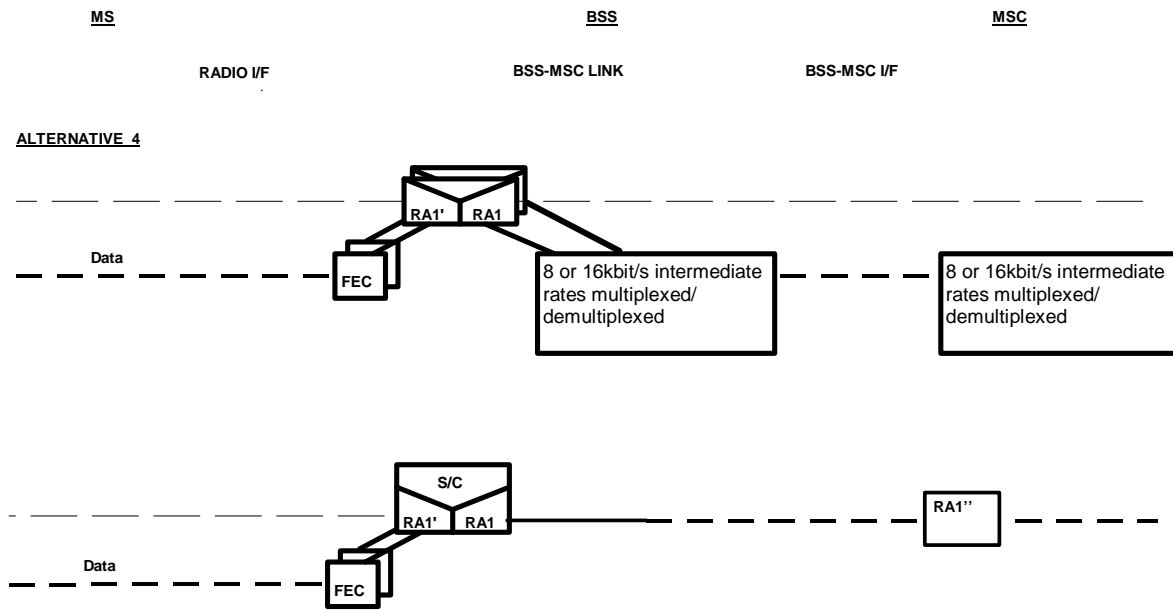 MS BSS MSC
RADIO I/F BSS-MSC LINK BSS-MSC I/F
ALTERNATIVE 4
RA1' RA1
Data
FEC
8 or 16kbit/s intermediate
rates multiplexed/
demultiplexed
8 or 16kbit/s intermediate
rates multiplexed/
demultiplexed
S/C
RA1' RA1
RA1’’
Data
FEC